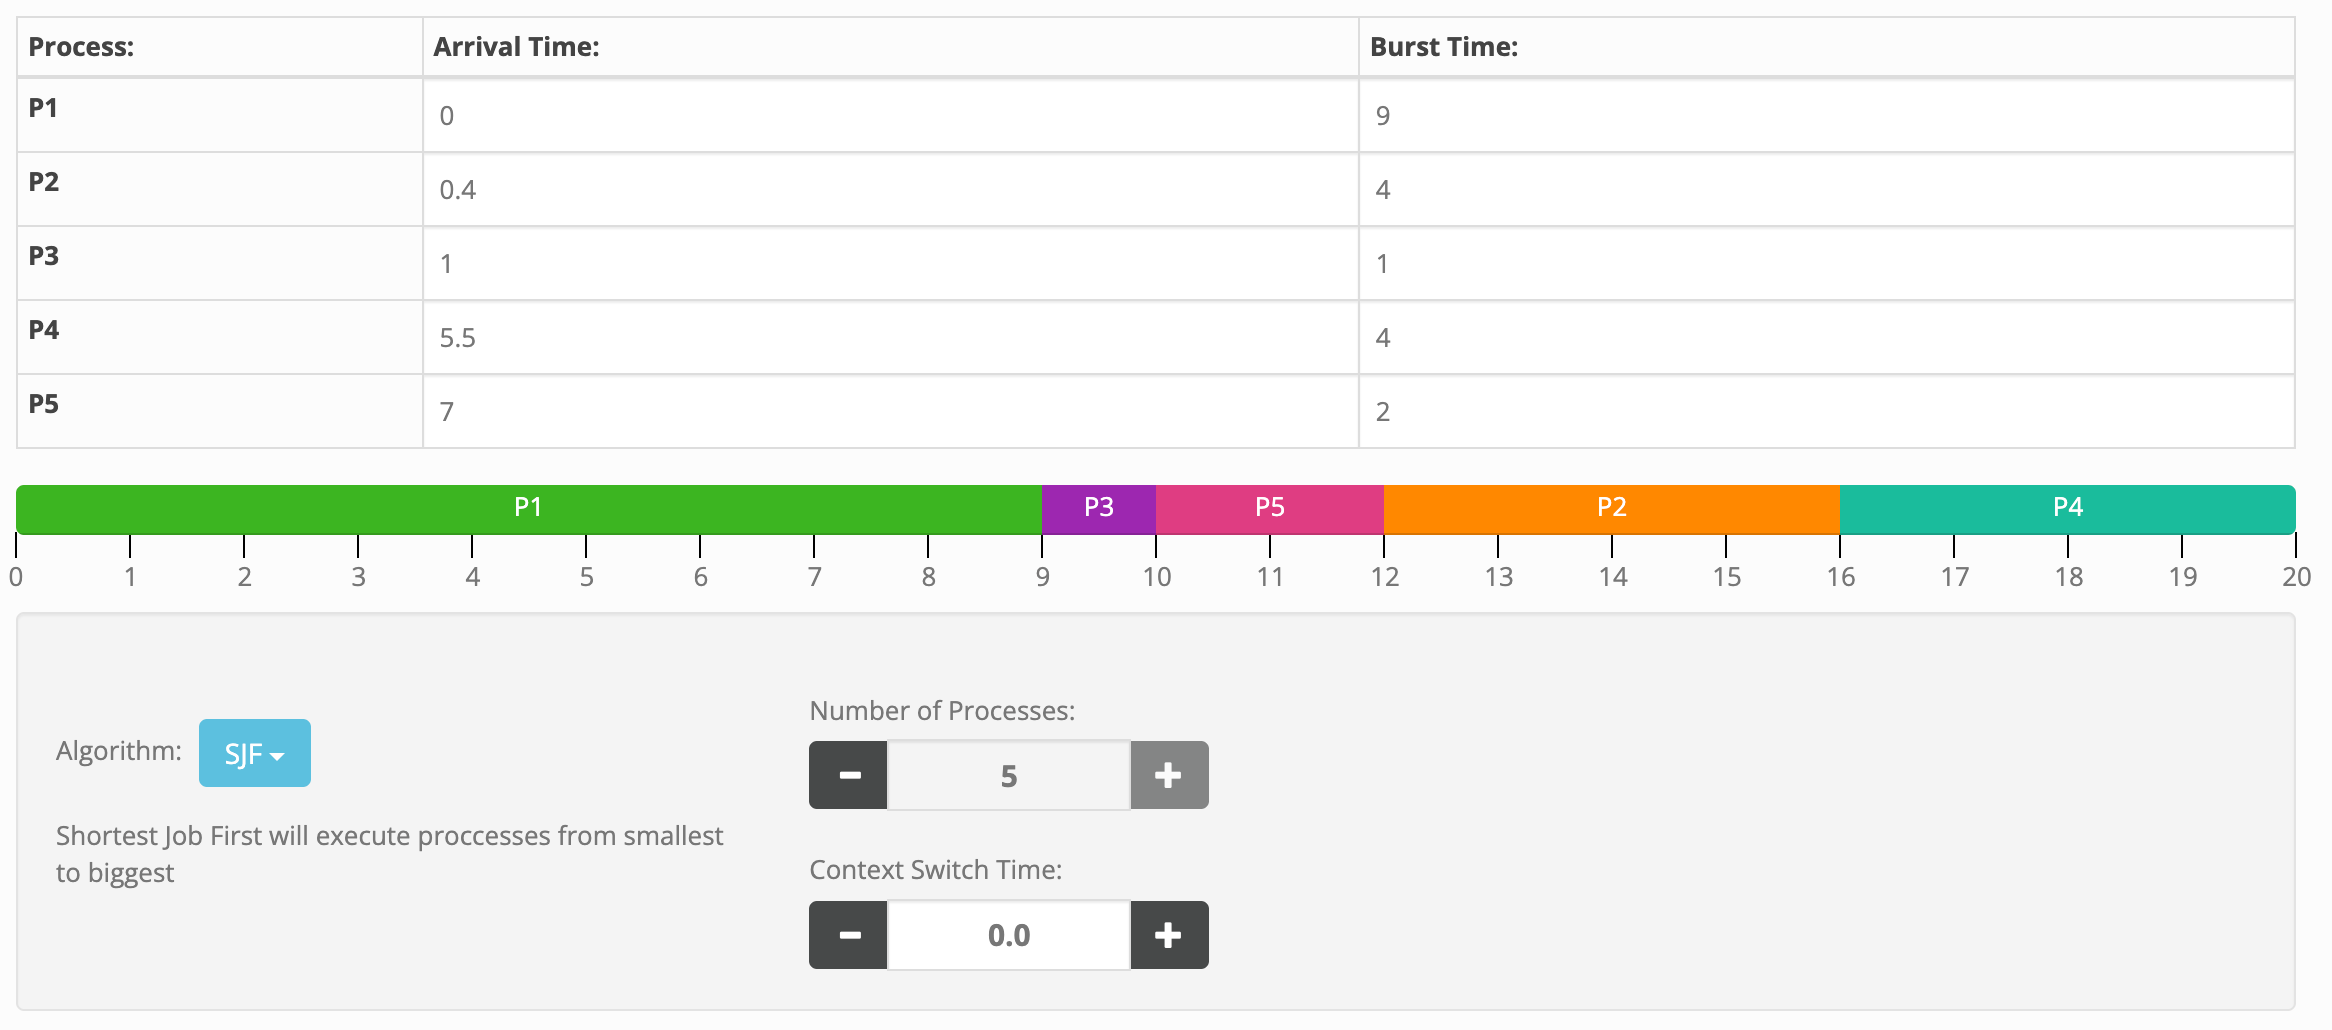 Process: Arrival Time: Burst Time:
P1 0 9
P2 0.4 4
P3 1 1
P4 5.5 4
P5 7 2
P1 P3 P5 P2 P4
0 1 2 3 4 5 6 7 8 9 10 11 12 13 14 15 16 17 18 19 20
Number of Processes:
Algorithm: SJF
5
Shortest Job First will execute proccesses from smallest
to biggest
Context Switch Time:
0.0